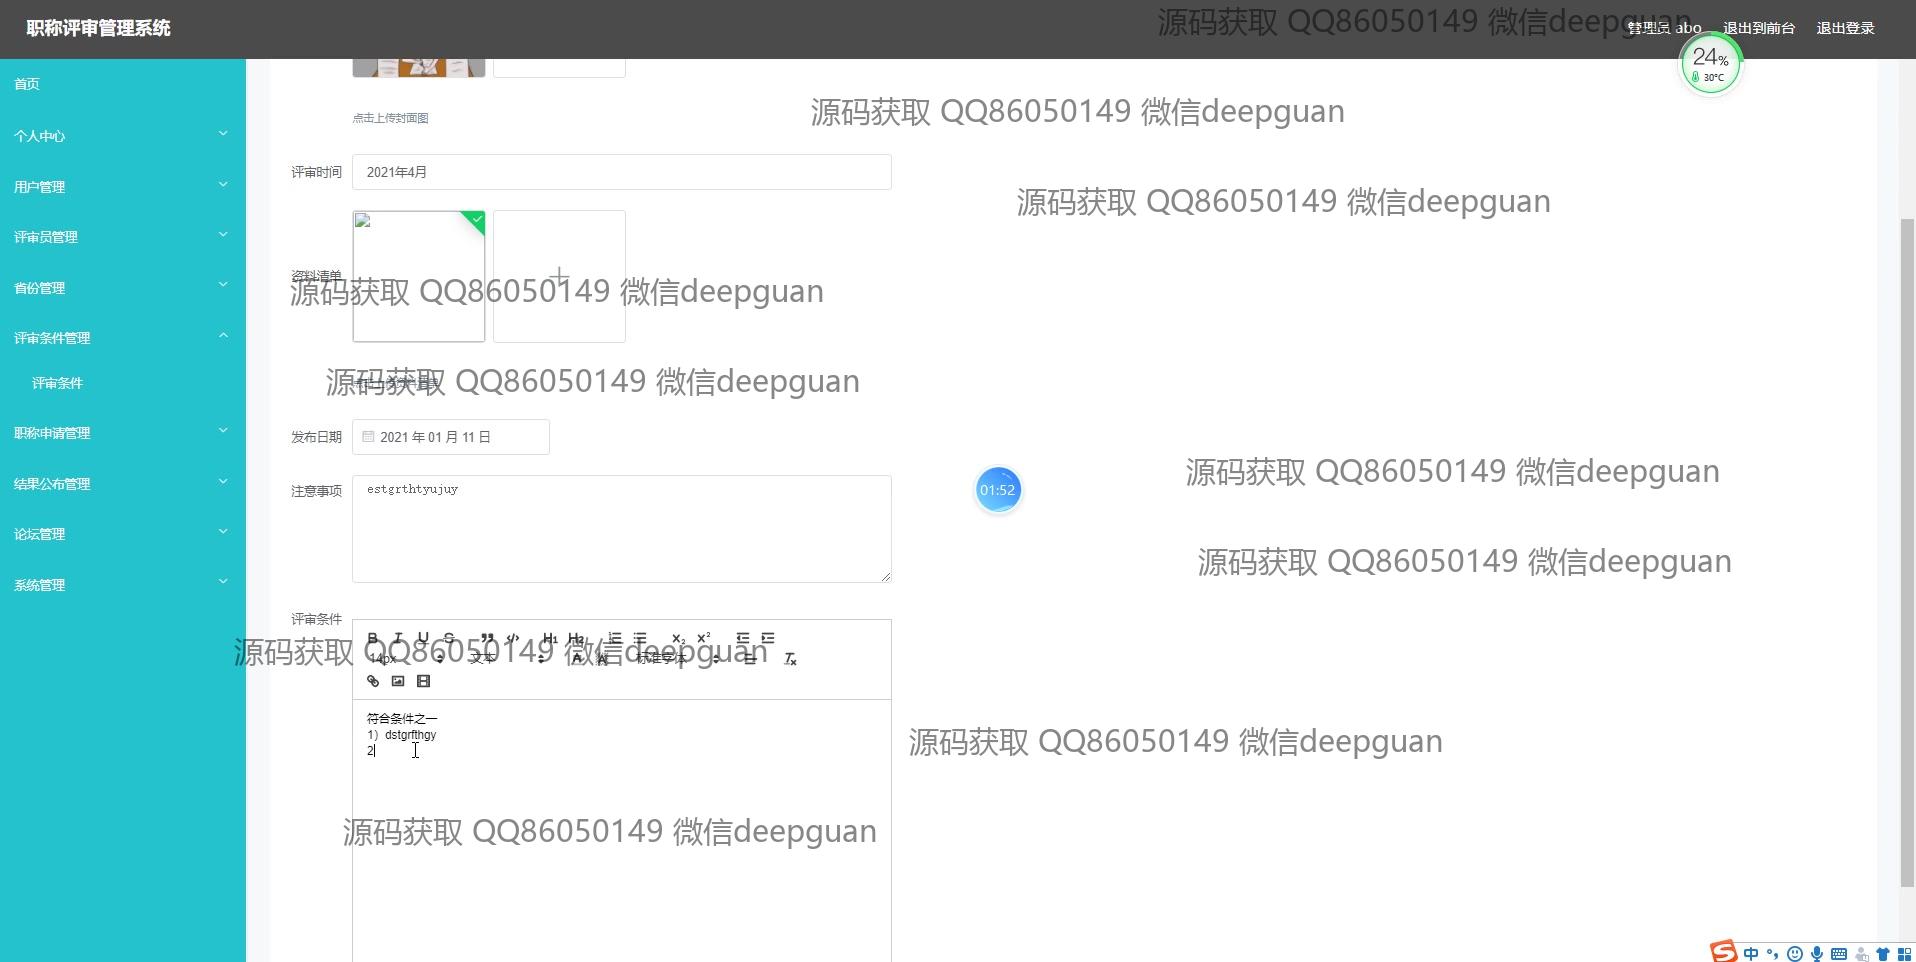 职称评审管理系统
源码获取 QQ86050149 微信deepguan
管理员 abo
退出到前台
退出登录
24%
30°C
首页
个人中心
用户管理
评审员管理
省份管理
评审条件管理
评审条件
职称申请管理
结果公布管理
论坛管理
系统管理
点击上传封面图
源码获取 QQ86050149 微信deepguan
评审时间
2021年4月
源码获取 QQ86050149 微信deepguan
资料清单
源码获取 QQ86050149 微信deepguan
点击上传资料清单
源码获取 QQ86050149 微信deepguan
发布日期
2021 年 01 月 11 日
源码获取 QQ86050149 微信deepguan
注意事项
estgrthtyujuy
01:52
源码获取 QQ86050149 微信deepguan
评审条件
B I U S H1 H2 X2 X2
源码获取 QQ86050149 微信deepguan
14px 文本 标准字体
符合条件之一
1）dstgrfthgy
2
源码获取 QQ86050149 微信deepguan
源码获取 QQ86050149 微信deepguan
中